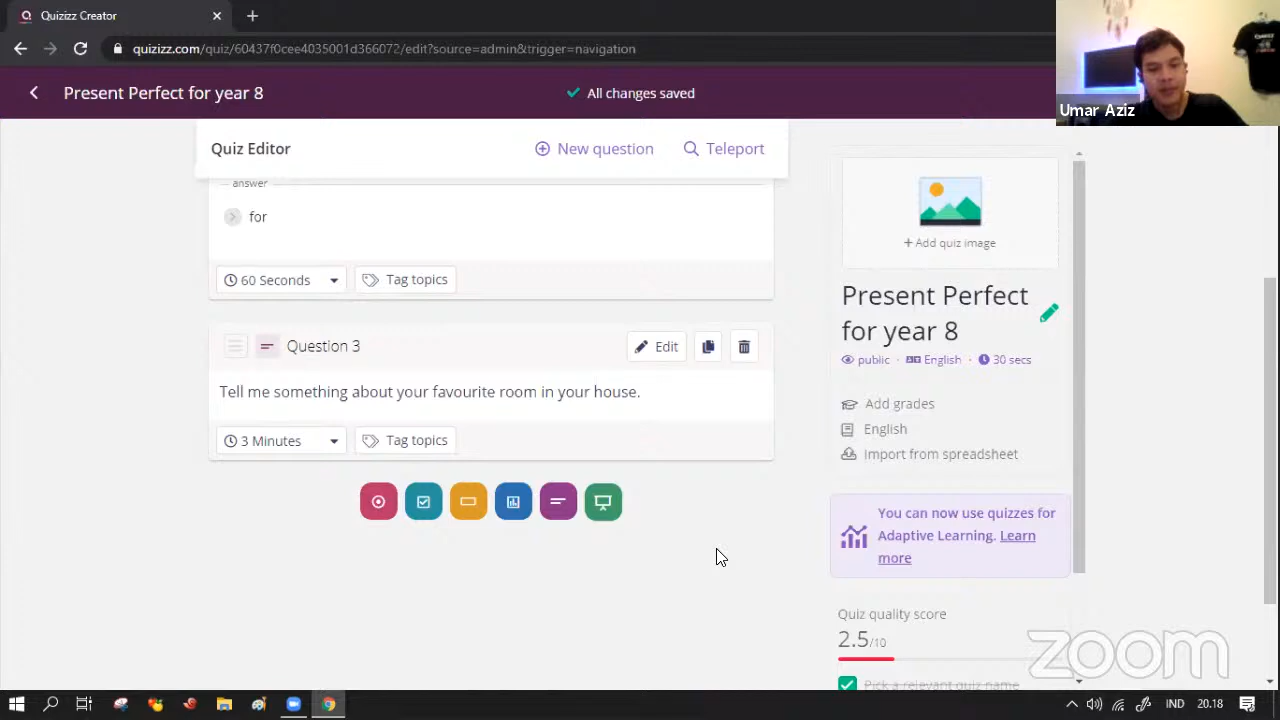 Quizizz Creator
quizizz.com/quiz/60437f0cee4035001d366072/edit?source=admin&trigger=navigation
Present Perfect for year 8
All changes saved
Umar Aziz
Quiz Editor
New question
Teleport
answer
for
60 Seconds
Tag topics
+ Add quiz image
Present Perfect
for year 8
public · English · 30 secs
Question 3
Edit
Tell me something about your favourite room in your house.
3 Minutes
Tag topics
Add grades
English
Import from spreadsheet
You can now use quizzes for
Adaptive Learning. Learn
more
Quiz quality score
2.5/10
Pick a relevant quiz name
zoom
IND
20.18